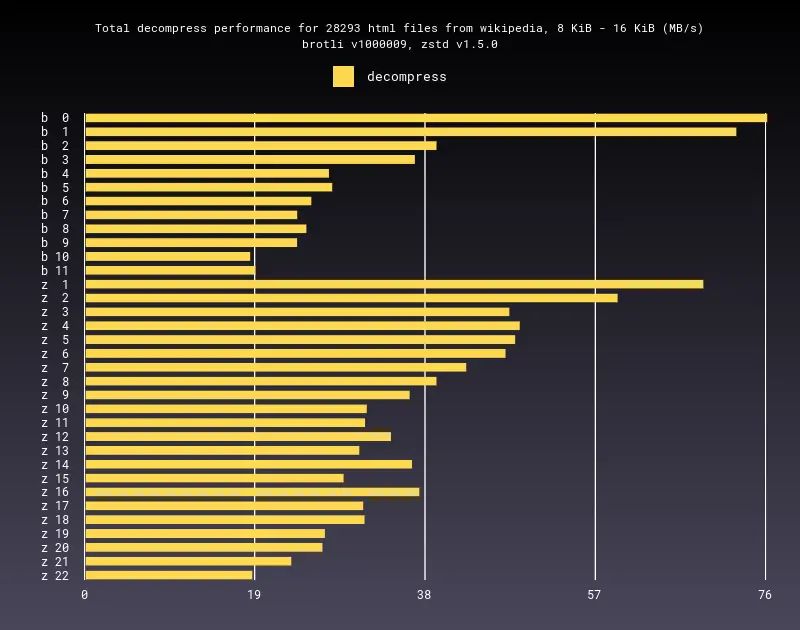 Total decompress performance for 28293 html files from wikipedia, 8 KiB - 16 KiB (MB/s)
brotli v1000009, zstd v1.5.0
decompress
b 0
b 1
b 2
b 3
b 4
b 5
b 6
b 7
b 8
b 9
b 10
b 11
z 1
z 2
z 3
z 4
z 5
z 6
z 7
z 8
z 9
z 10
z 11
z 12
z 13
z 14
z 15
z 16
z 17
z 18
z 19
z 20
z 21
z 22
0 19 38 57 76